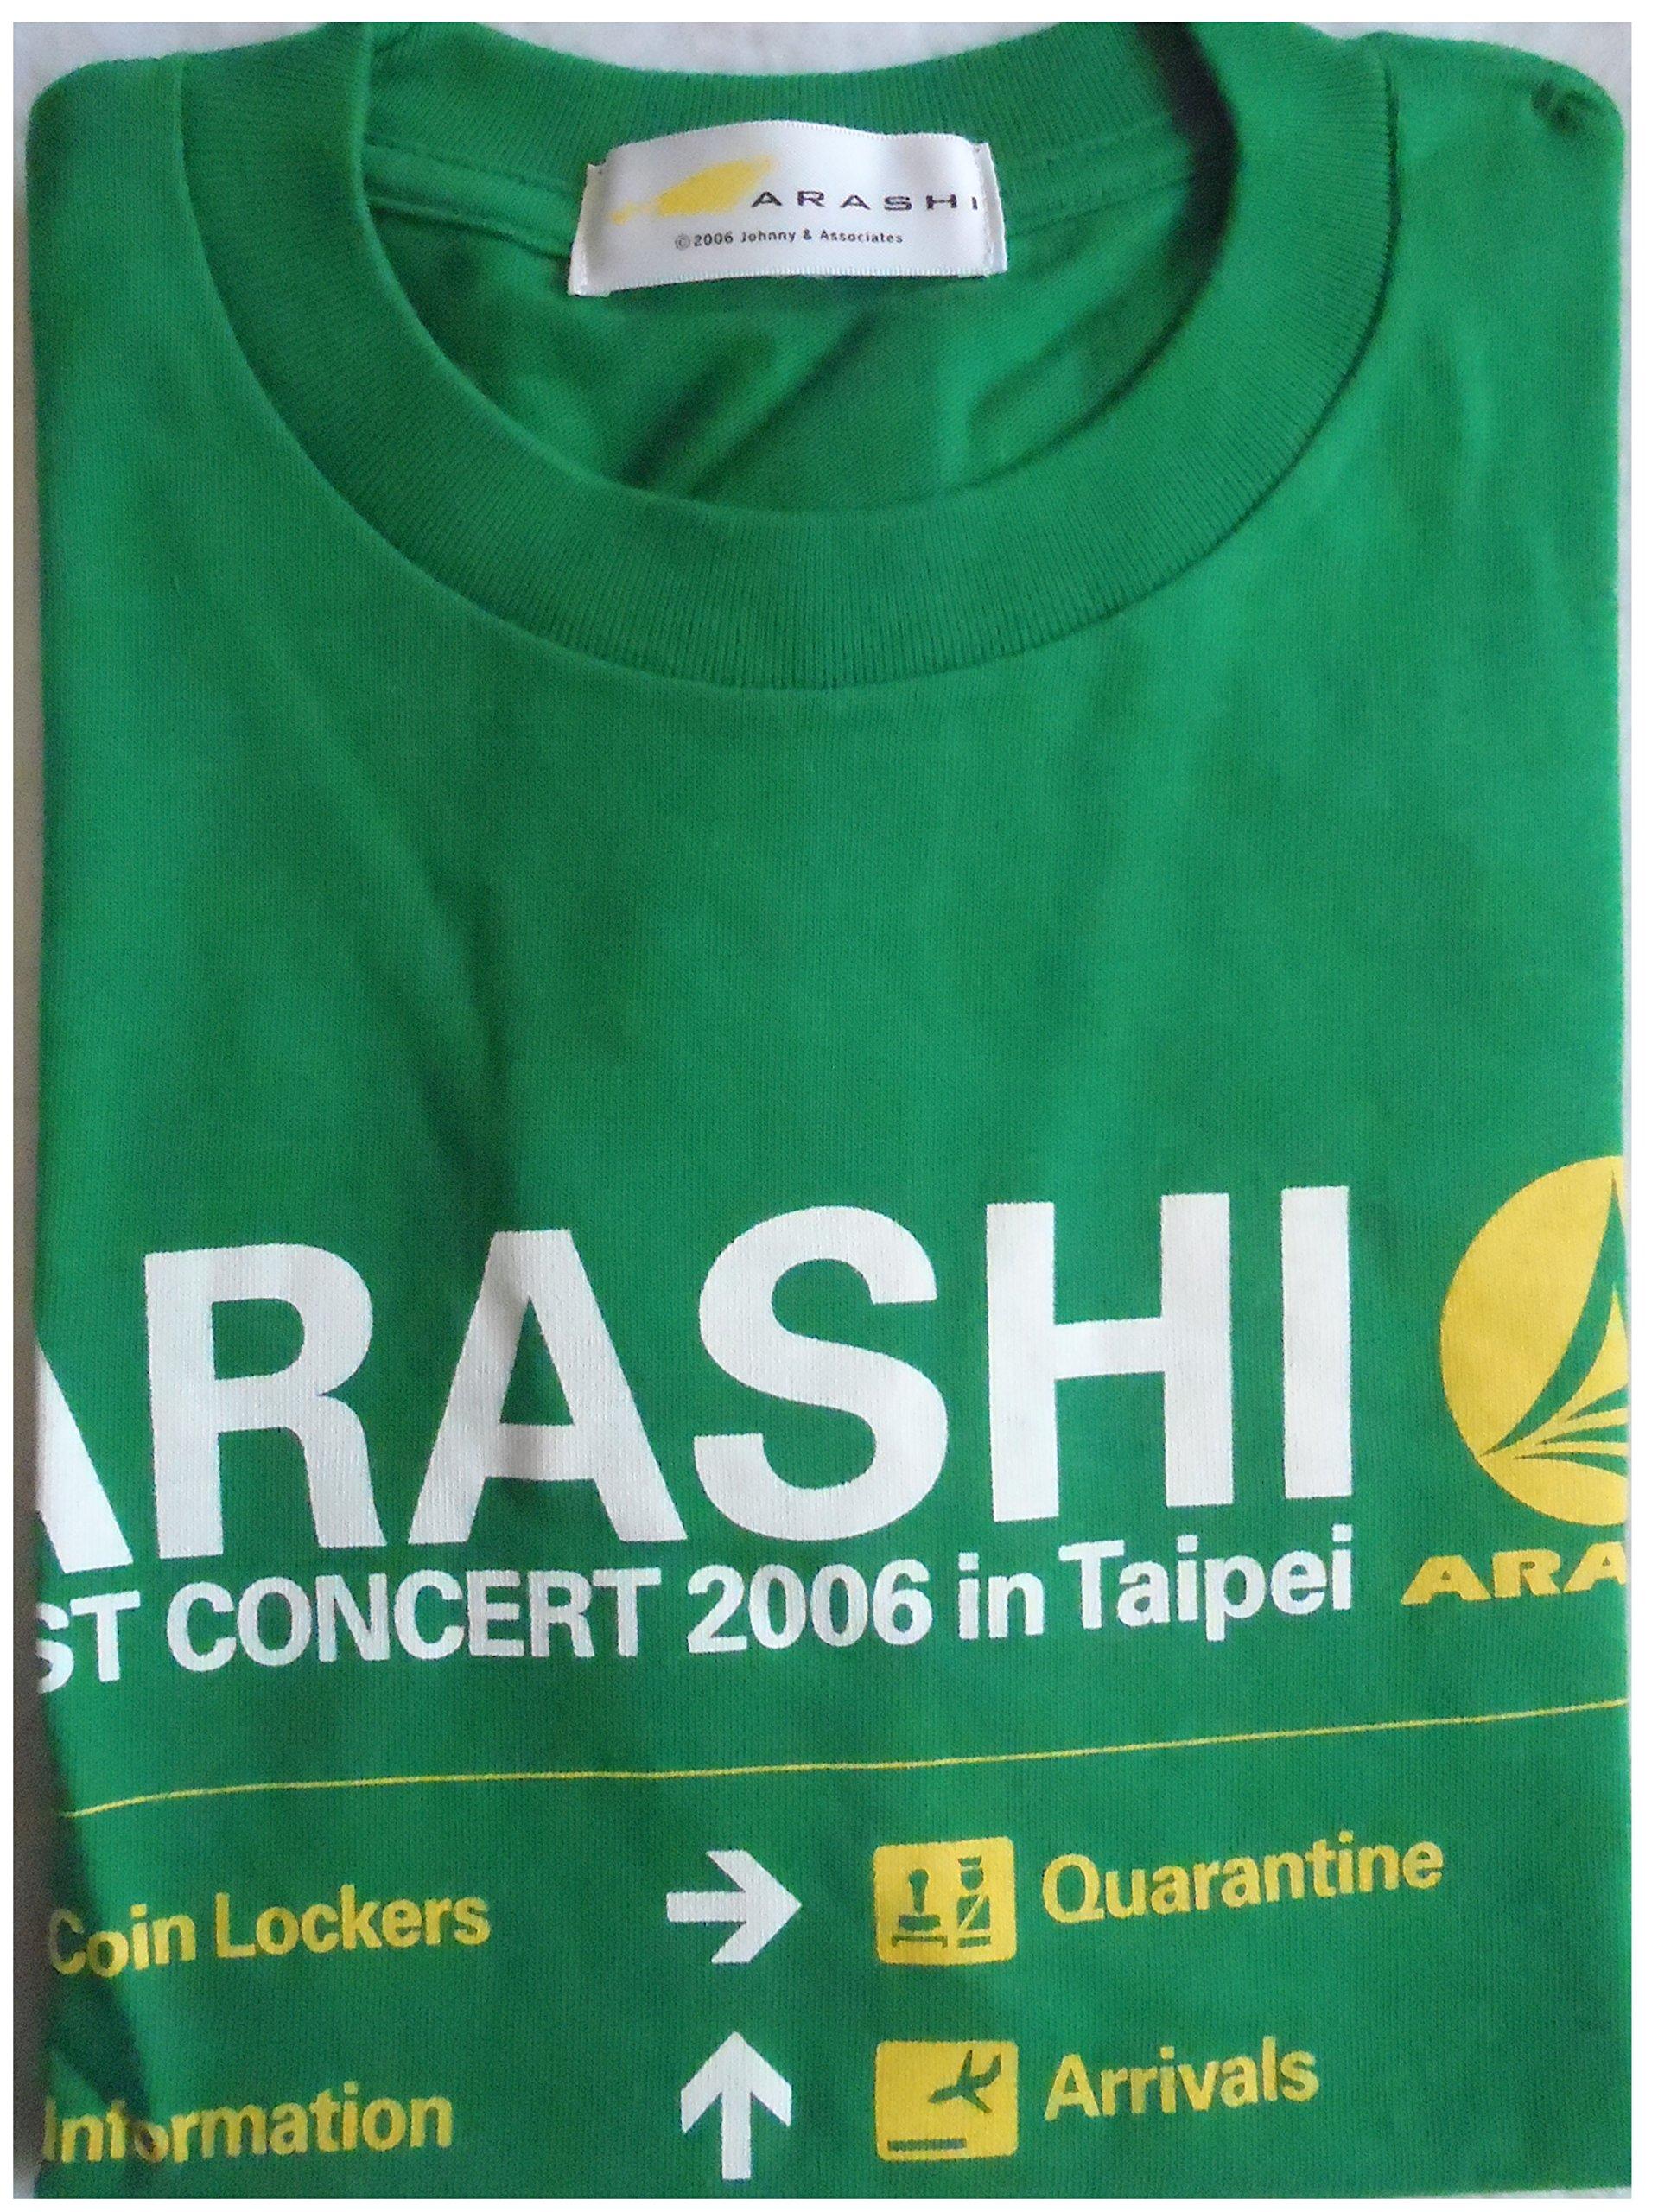 ARASHI
©2006 Johnny & Associates
ARASHI
ST CONCERT 2006 in Taipei
ARA
Coin Lockers
Quarantine
Information
Arrivals